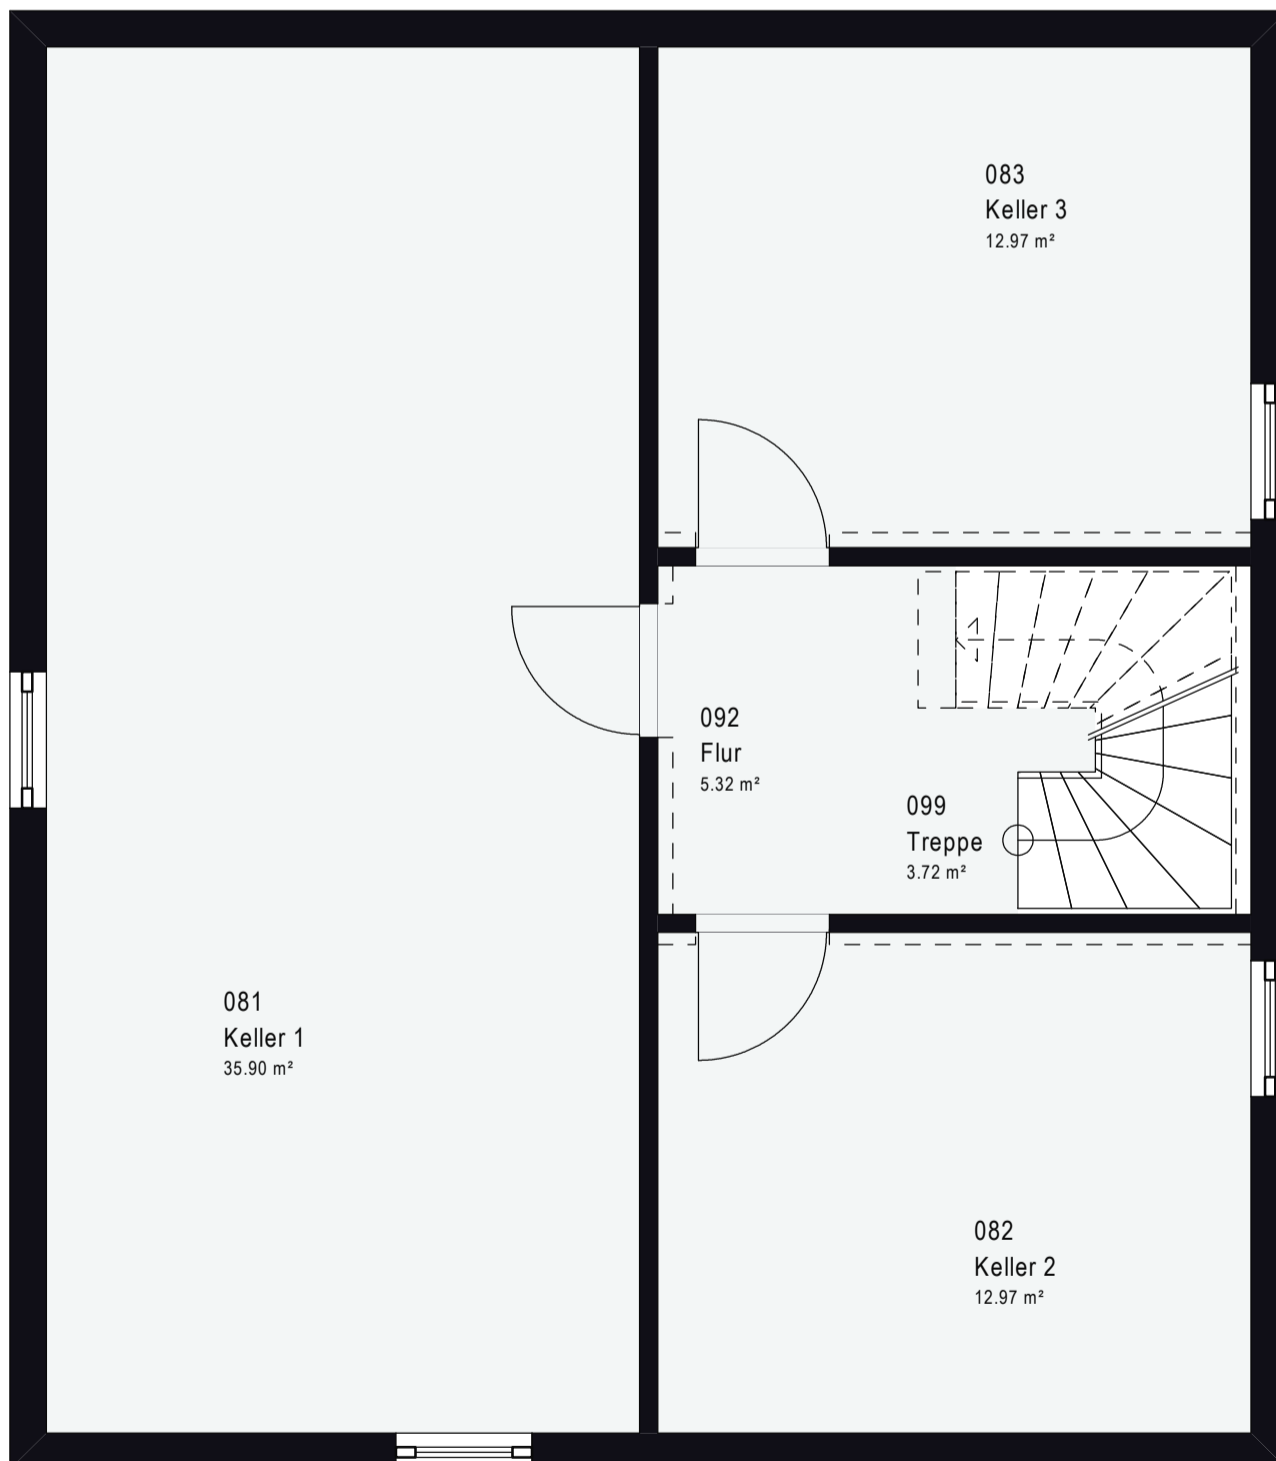 083
Keller 3
12.97 m²
092
Flur
5.32 m²
099
Treppe
3.72 m²
081
Keller 1
35.90 m²
082
Keller 2
12.97 m²